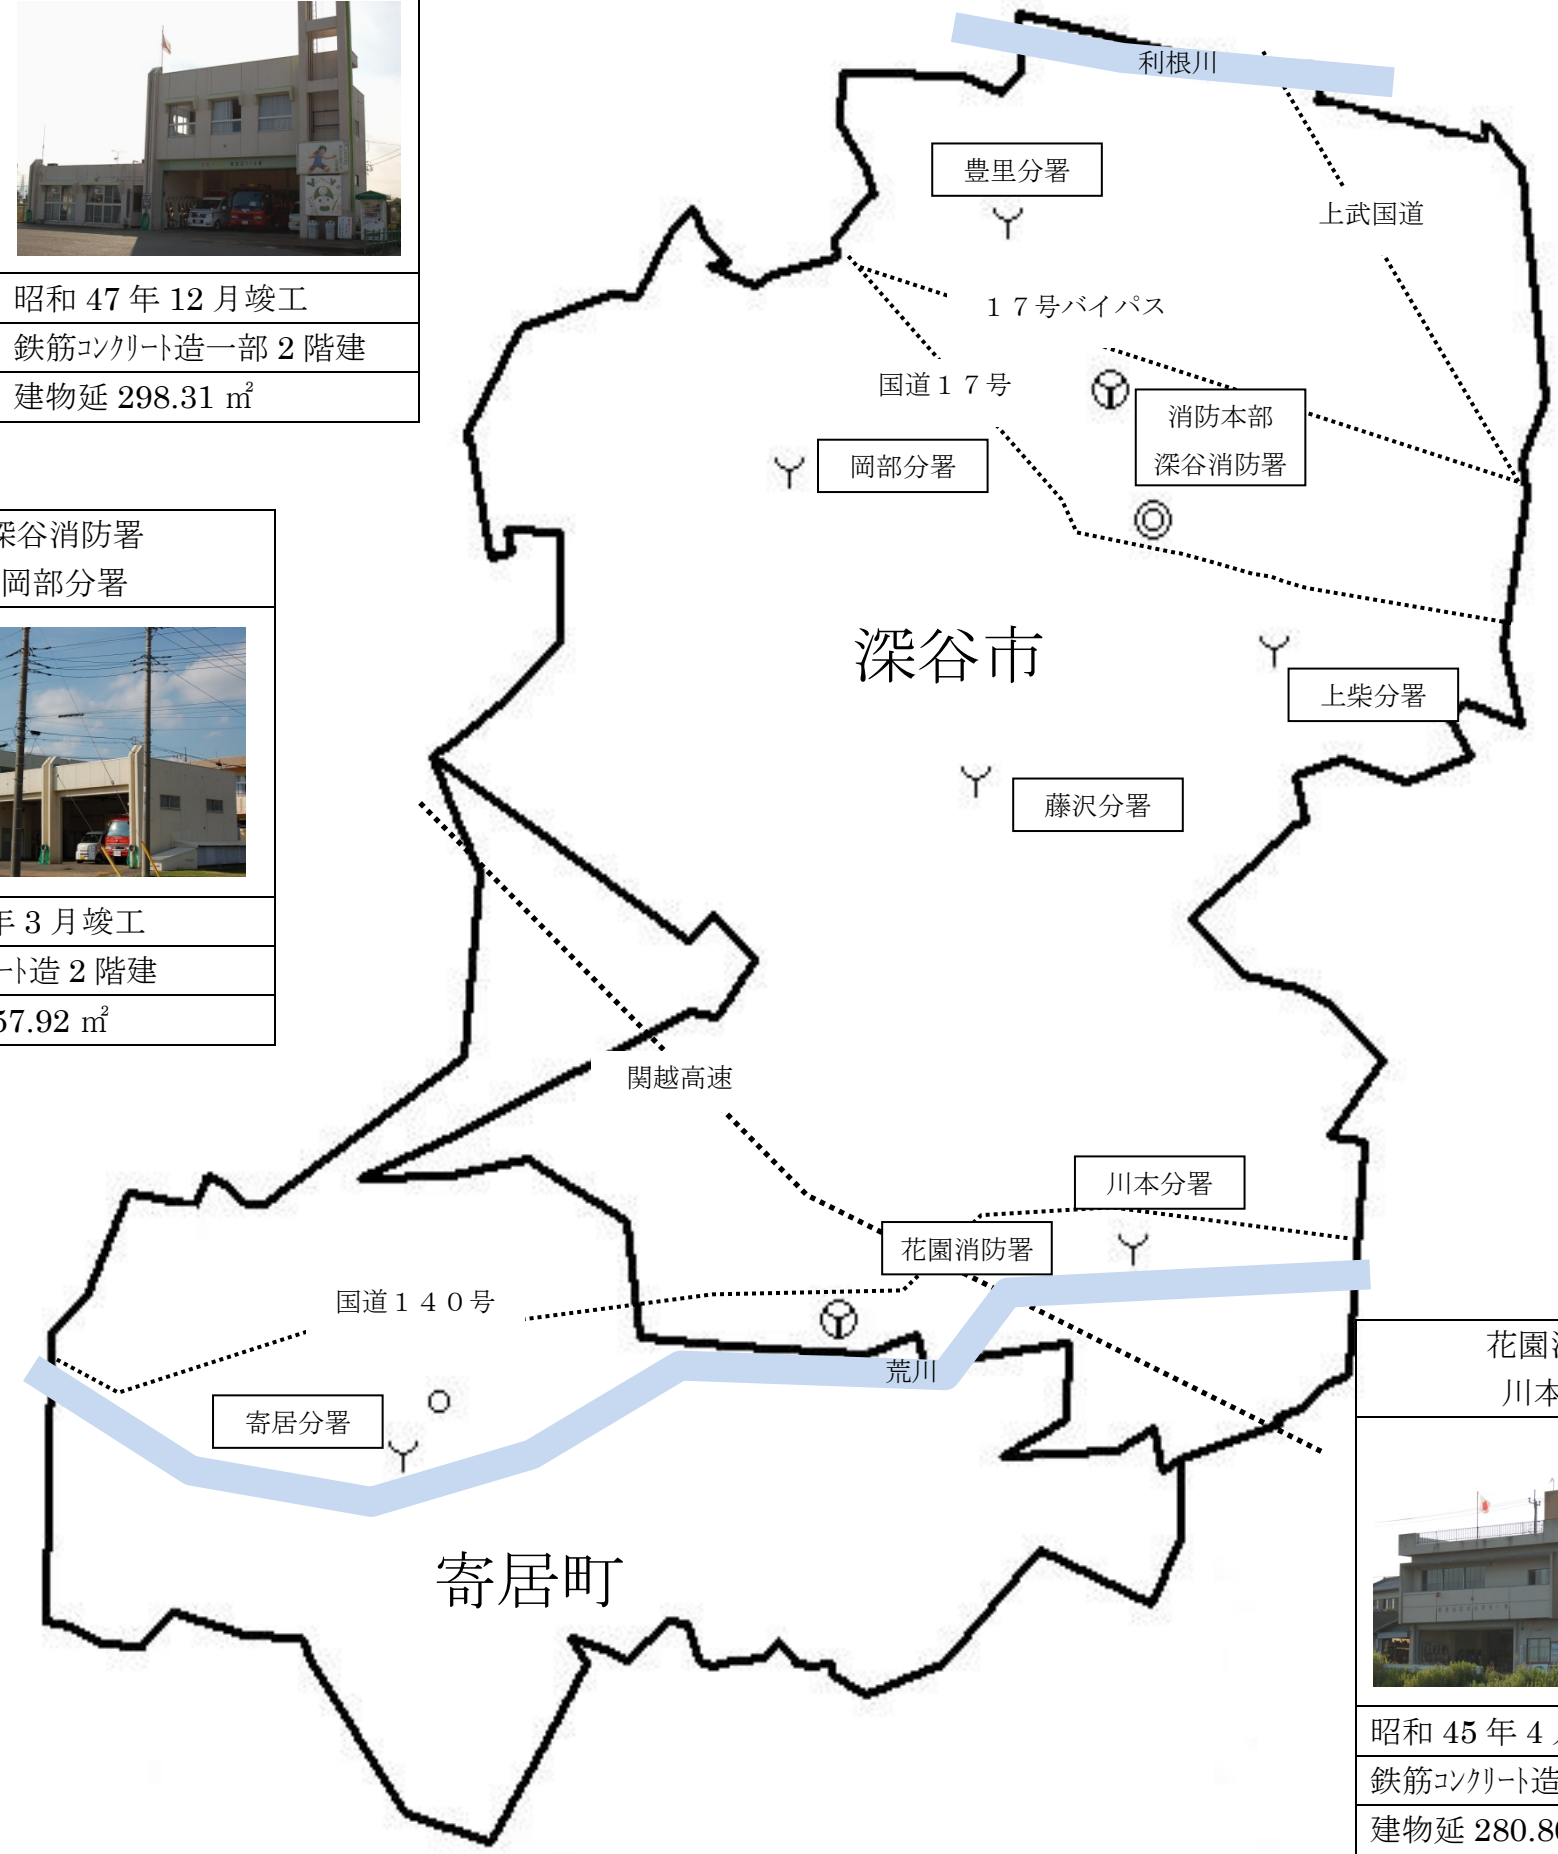 昭和 47 年 12 月竣工
鉄筋コンクリート造一部 2 階建
建物延 298.31 ㎡
利根川
豊里分署
上武国道
１７号バイパス
国道１７号
消防本部
深谷消防署
岡部分署
深谷消防署
岡部分署
年 3 月竣工
ート造 2 階建
57.92 ㎡
深谷市
上柴分署
藤沢分署
関越高速
川本分署
花園消防署
国道１４０号
荒川
寄居分署
寄居町
花園
川本
昭和 45 年 4
鉄筋コンクリート造
建物延 280.8